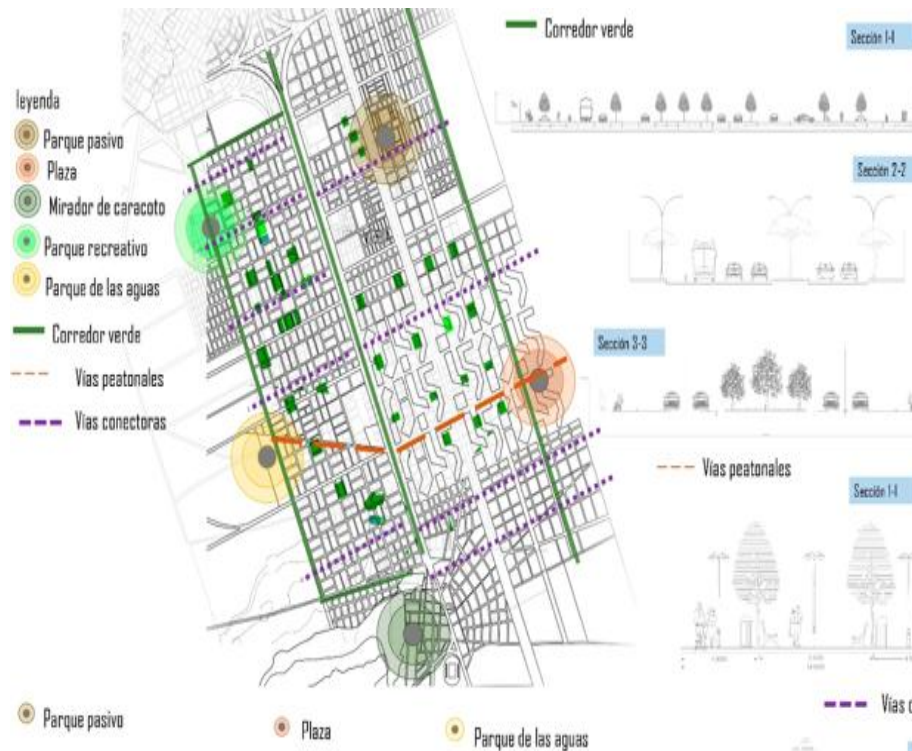 Corredor verde
Sección 1-1
leyenda
Parque pasivo
Plaza
Mirador de caracoto
Parque recreativo
Parque de las aguas
Corredor verde
Vías peatonales
Vías conectoras
Sección 2-2
Sección 3-3
Vías peatonales
Sección 1-1
Parque pasivo
Plaza
Parque de las aguas
Vías c